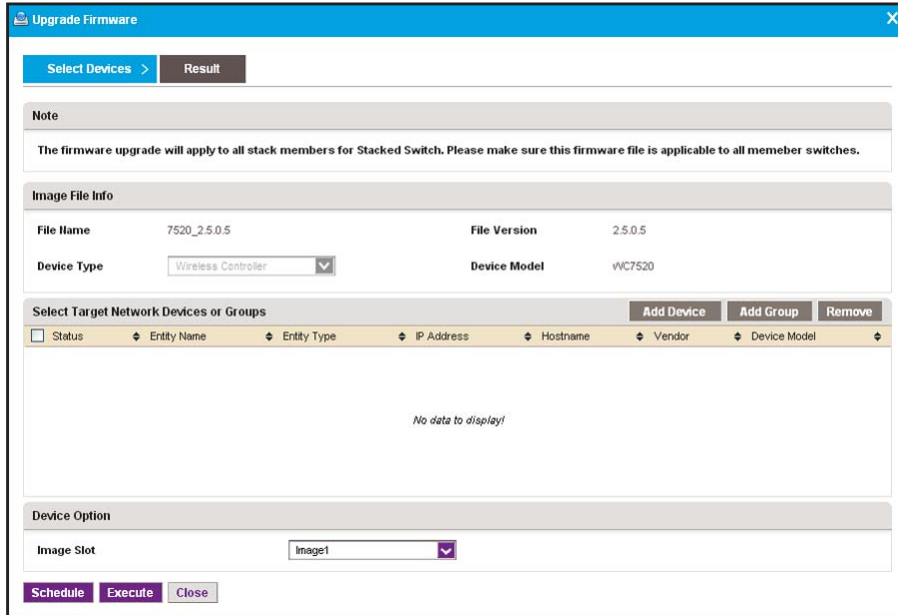 Upgrade Firmware X
Select Devices > Result
Note
The firmware upgrade will apply to all stack members for Stacked Switch. Please make sure this firmware file is applicable to all memeber switches.
Image File Info
File Name 7520_2.5.0.5 File Version 2.5.0.5
Device Type Wireless Controller Device Model WC7520
Select Target Network Devices or Groups Add Device Add Group Remove
Status Entity Name Entity Type IP Address Hostname Vendor Device Model
No data to display!
Device Option
Image Slot Image1
Schedule Execute Close